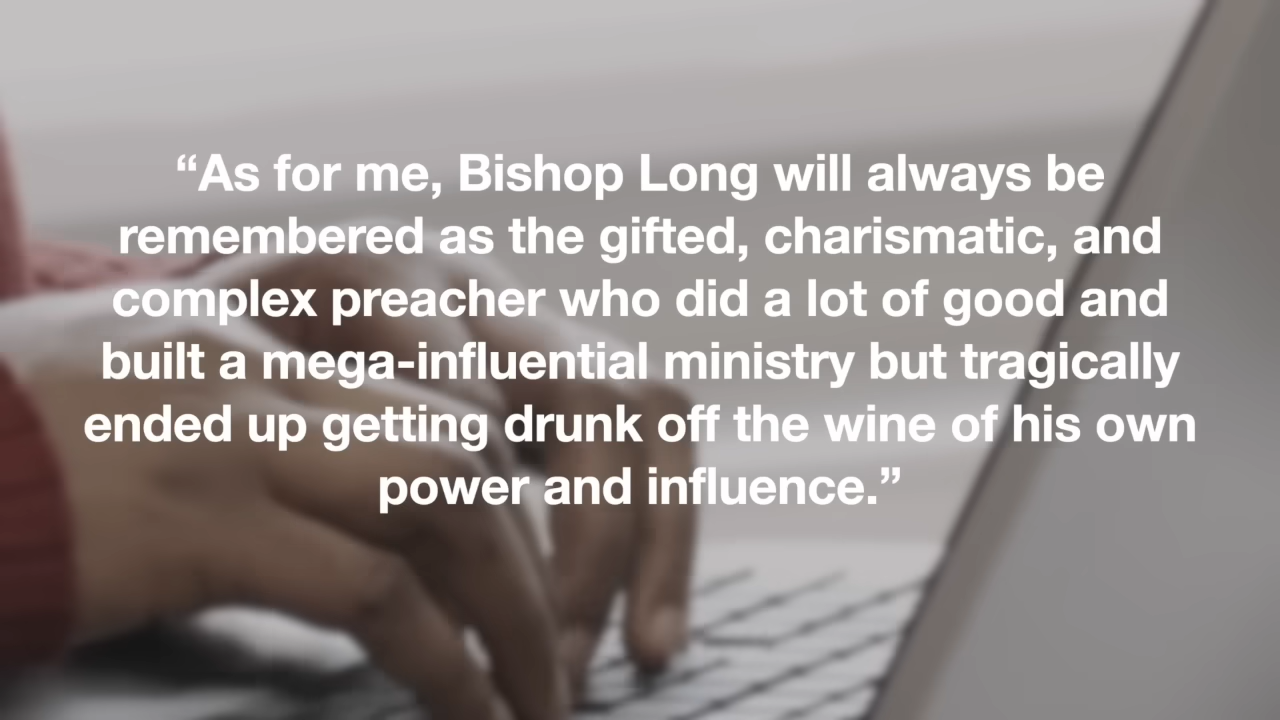 “As for me, Bishop Long will always be
remembered as the gifted, charismatic, and
complex preacher who did a lot of good and
built a mega-influential ministry but tragically
ended up getting drunk off the wine of his own
power and influence.”